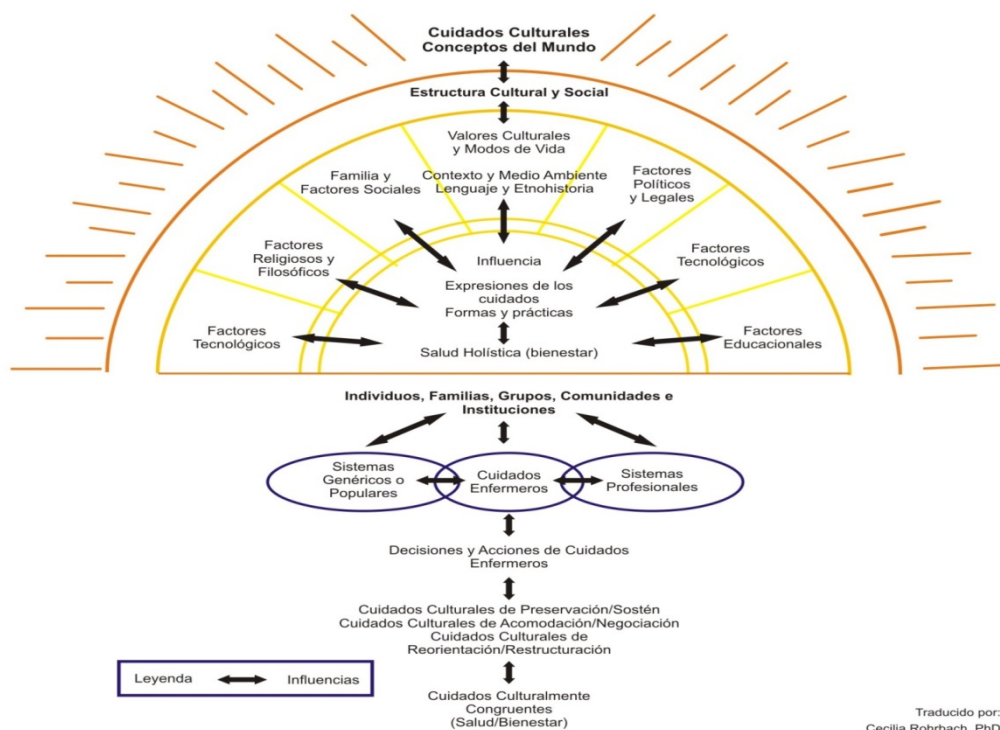 Cuidados Culturales
Conceptos del Mundo
Estructura Cultural y Social
Valores Culturales
y Modos de Vida
Familia y
Factores Sociales
Contexto y Medio Ambiente
Lenguaje y Etnohistoria
Factores
Políticos
y Legales
Factores
Religiosos y
Filosóficos
Influencia
Factores
Tecnológicos
Expresiones de los
cuidados
Formas y prácticas
Factores
Tecnológicos
Salud Holística (bienestar)
Factores
Educacionales
Individuos, Familias, Grupos, Comunidades e
Instituciones
Sistemas
Genéricos o
Populares
Cuidados
Enfermeros
Sistemas
Profesionales
Decisiones y Acciones de Cuidados
Enfermeros
Cuidados Culturales de Preservación/Sostén
Cuidados Culturales de Acomodación/Negociación
Cuidados Culturales de
Reorientación/Restructuración
Leyenda Influencias
Cuidados Culturalmente
Congruentes
(Salud/Bienestar)
Traducido por:
Cecilia Rohrbach, PhD